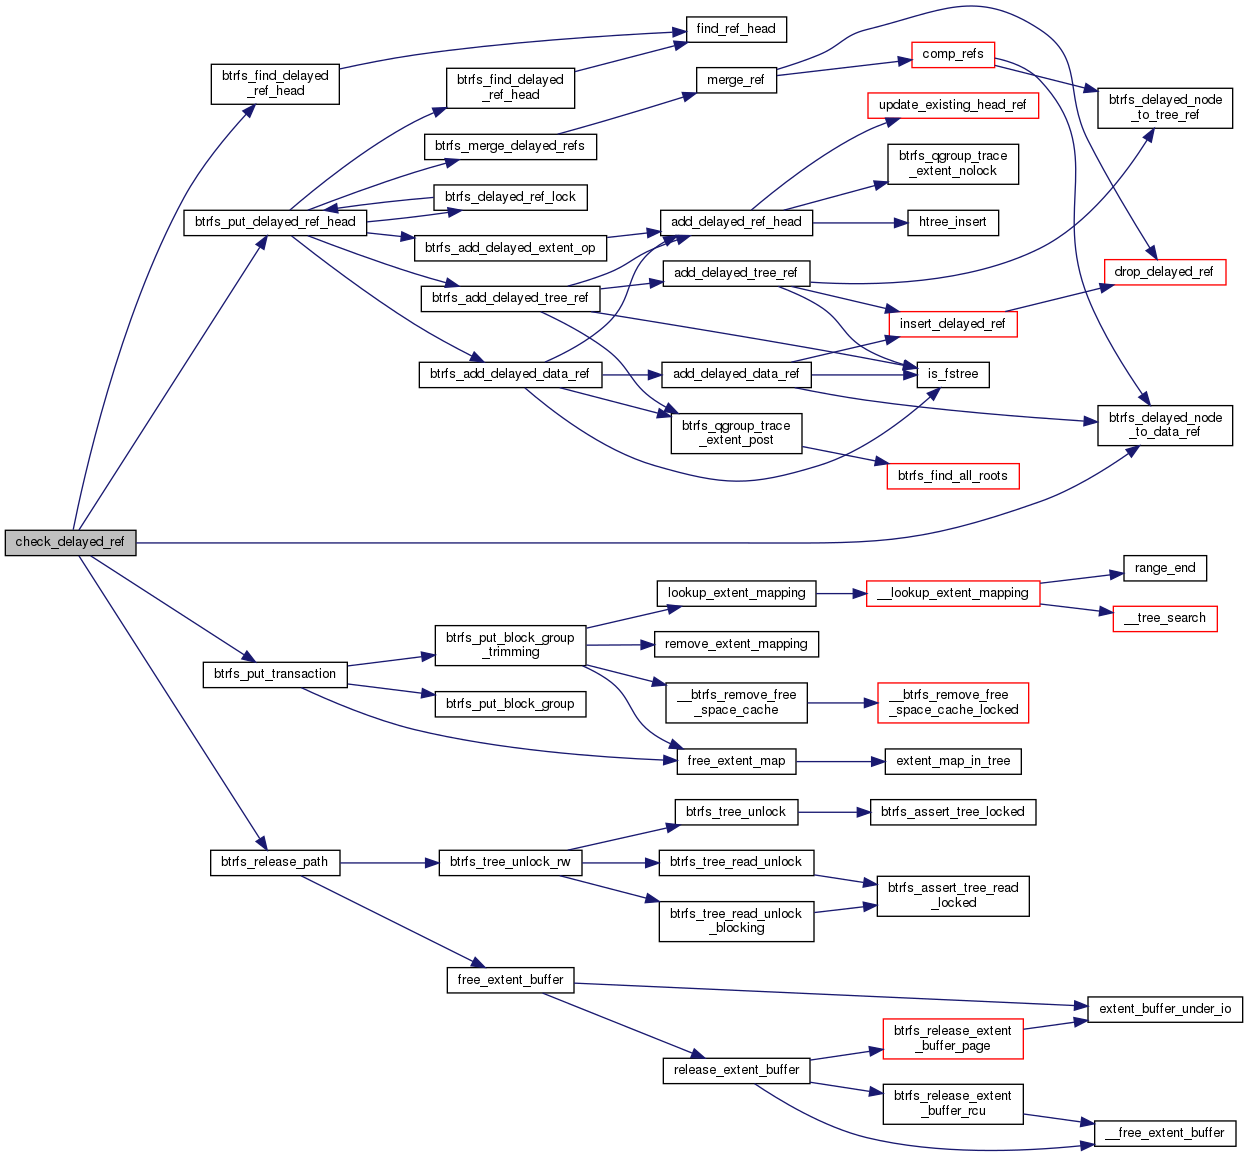 find_ref_head
comp_refs
btrfs_find_delayed
_ref_head
btrfs_find_delayed
_ref_head
merge_ref
btrfs_delayed_node
_to_tree_ref
update_existing_head_ref
btrfs_merge_delayed_refs
btrfs_qgroup_trace
_extent_nolock
btrfs_delayed_ref_lock
btrfs_put_delayed_ref_head
add_delayed_ref_head
htree_insert
btrfs_add_delayed_extent_op
add_delayed_tree_ref
drop_delayed_ref
btrfs_add_delayed_tree_ref
insert_delayed_ref
btrfs_add_delayed_data_ref
add_delayed_data_ref
is_fstree
btrfs_delayed_node
_to_data_ref
btrfs_qgroup_trace
_extent_post
btrfs_find_all_roots
check_delayed_ref
range_end
lookup_extent_mapping
__lookup_extent_mapping
__tree_search
btrfs_put_block_group
_trimming
remove_extent_mapping
btrfs_put_transaction
btrfs_put_block_group
__btrfs_remove_free
_space_cache
__btrfs_remove_free
_space_cache_locked
free_extent_map
extent_map_in_tree
btrfs_tree_unlock
btrfs_assert_tree_locked
btrfs_release_path
btrfs_tree_unlock_rw
btrfs_tree_read_unlock
btrfs_assert_tree_read
_locked
btrfs_tree_read_unlock
_blocking
free_extent_buffer
extent_buffer_under_io
btrfs_release_extent
_buffer_page
release_extent_buffer
btrfs_release_extent
_buffer_rcu
__free_extent_buffer